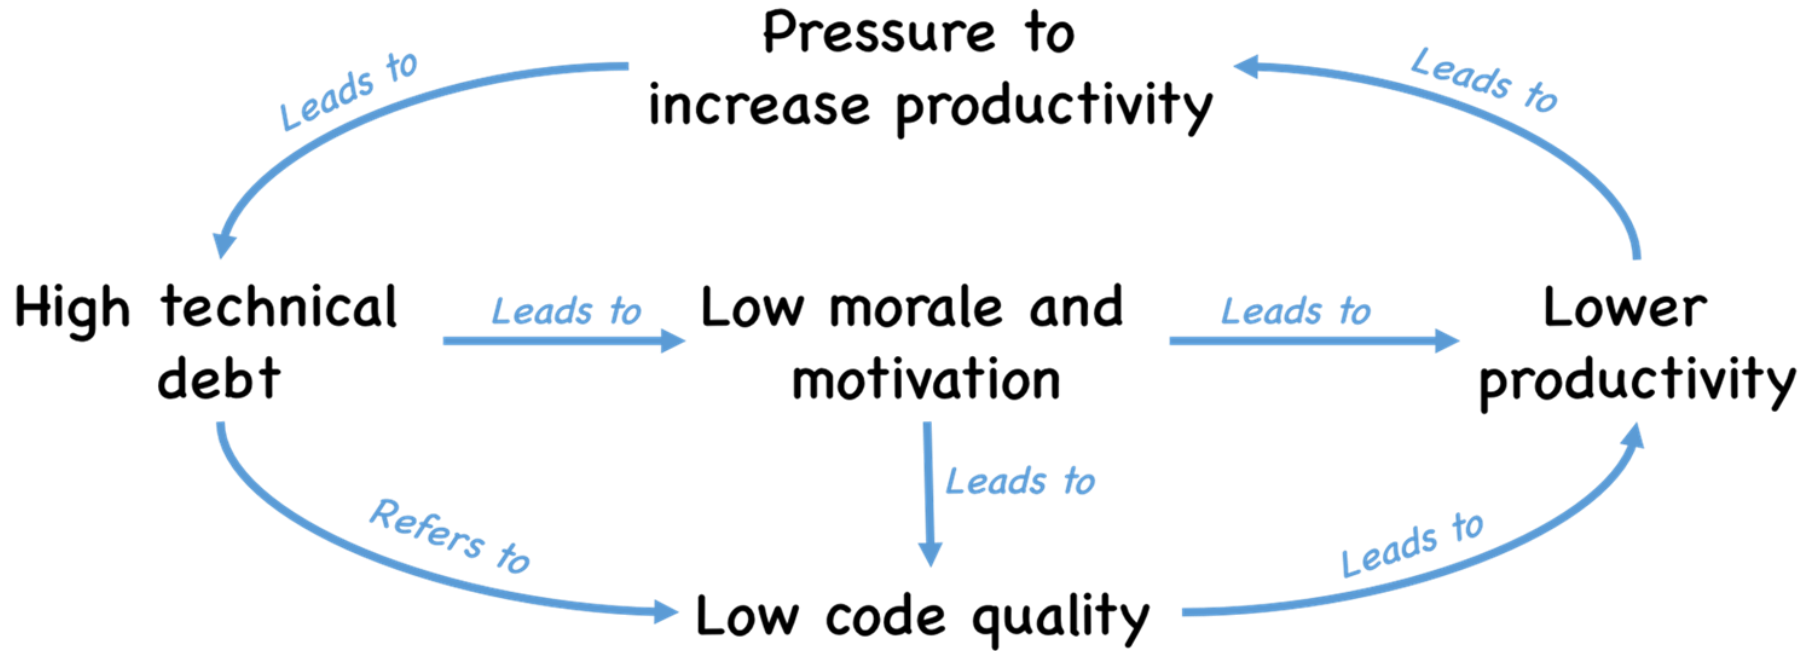 Pressure to
increase productivity
Leads to
Leads to
High technical
debt
Leads to
Low morale and
motivation
Leads to
Lower
productivity
Leads to
Refers to
Leads to
Low code quality